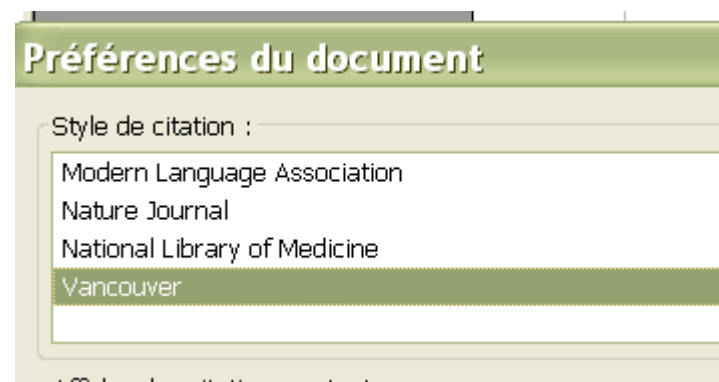 Préférences du document
Style de citation :
Modern Language Association
Nature Journal
National Library of Medicine
Vancouver